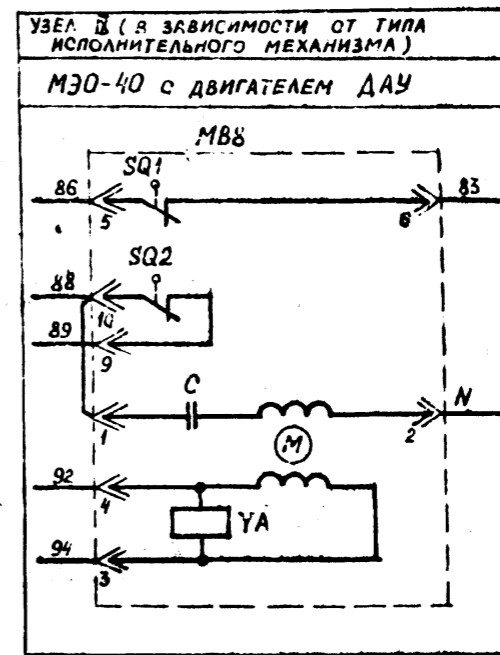 УЗЕЛ IX (В ЗАВИСИМОСТИ ОТ ТИПА
ИСПОЛНИТЕЛЬНОГО МЕХАНИЗМА)
МЭО-40 С ДВИГАТЕЛЕМ ДАУ
МВ8
SQ1
86
83
5
6
SQ2
88
10
89
9
C
N
1
2
М
92
4
YA
94
3